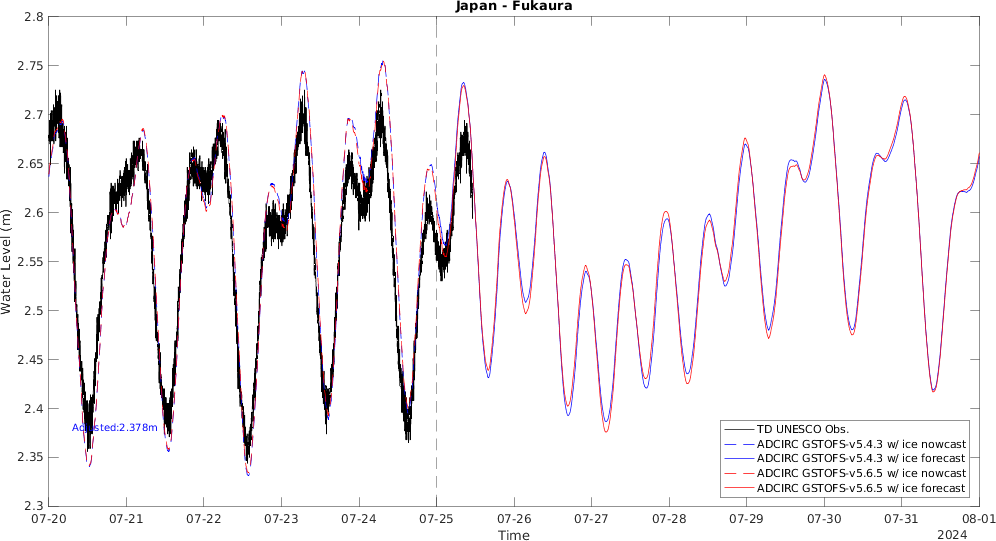 Japan - Fukaura
2.8
2.75
2.7
2.65
2.6
2.55
2.5
2.45
2.4
2.35
2.3
Water Level (m)
Adjusted:2.378m
TD UNESCO Obs.
ADCIRC GSTOFS-v5.4.3 w/ ice nowcast
ADCIRC GSTOFS-v5.4.3 w/ ice forecast
ADCIRC GSTOFS-v5.6.5 w/ ice nowcast
ADCIRC GSTOFS-v5.6.5 w/ ice forecast
07-20 07-21 07-22 07-23 07-24 07-25 07-26 07-27 07-28 07-29 07-30 07-31 08-01
Time
2024